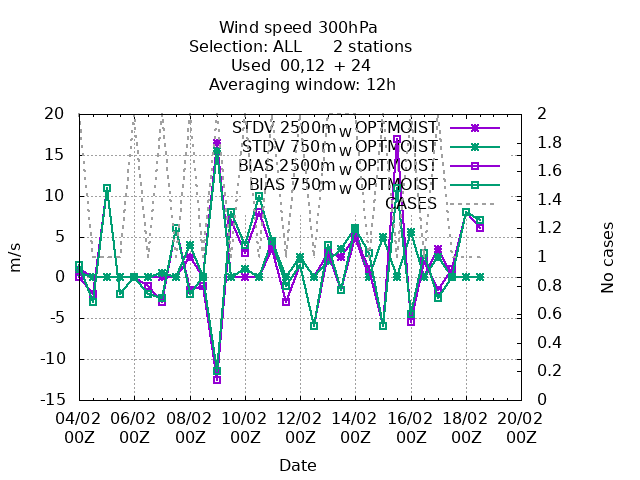 Wind speed 300hPa
Selection: ALL 2 stations
Used 00,12 + 24
Averaging window: 12h
STDV 2500m_W OPTMOIST
STDV 750m_W OPTMOIST
BIAS 2500m_W OPTMOIST
BIAS 750m_W OPTMOIST
CASES
m/s
20
15
10
5
0
-5
-10
-15
No cases
2
1.8
1.6
1.4
1.2
1
0.8
0.6
0.4
0.2
0
04/02 06/02 08/02 10/02 12/02 14/02 16/02 18/02 20/02
00Z 00Z 00Z 00Z 00Z 00Z 00Z 00Z 00Z
Date